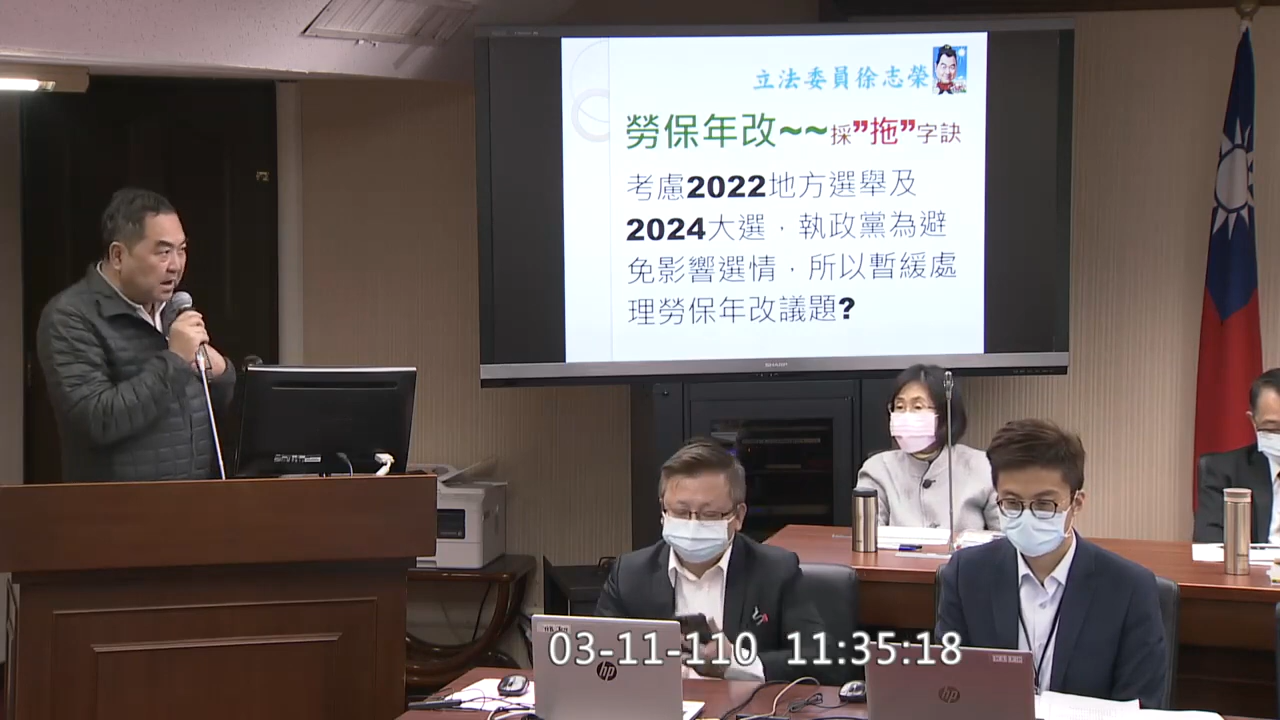 立法委員徐志榮
勞保年改~~採”拖”字訣
考慮2022地方選舉及
2024大選，執政黨為避
免影響選情，所以暫緩處
理勞保年改議題?
SHARP
hp
hp
03-11-110 11:35:18